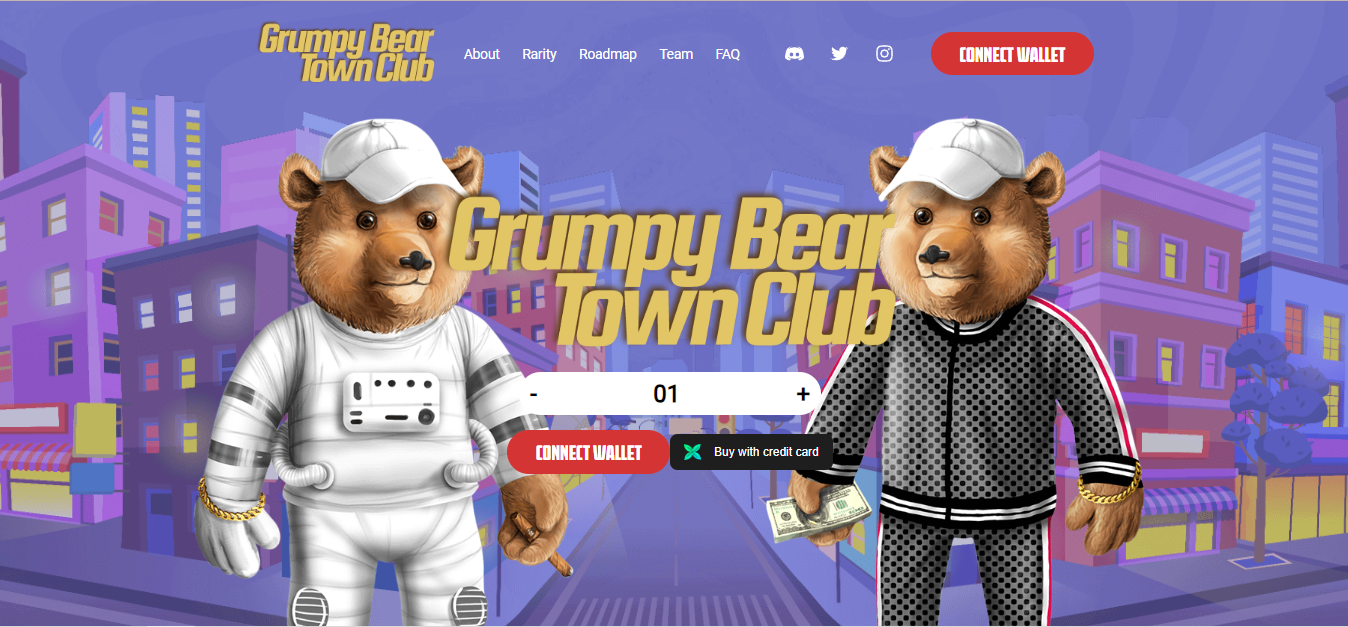 Grumpy Bear
Town Club
About Rarity Roadmap Team FAQ
CONNECT WALLET
Grumpy Bear
Town Club
- 01 +
CONNECT WALLET
Buy with credit card